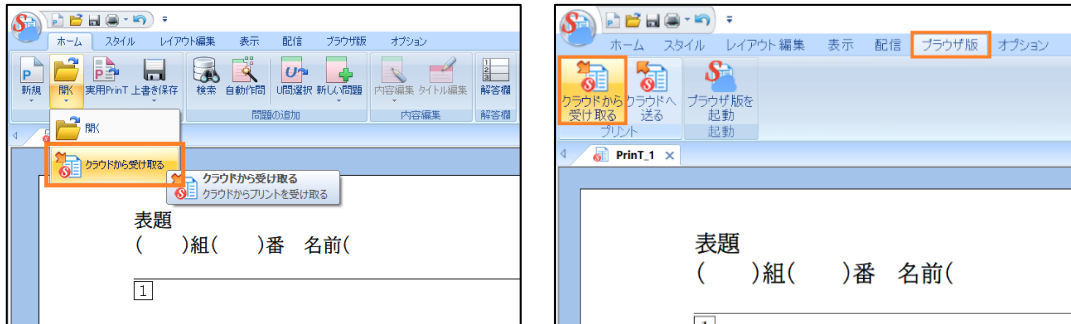 ホーム スタイル レイアウト編集 表示 配信 ブラウザ版 オプション
新規 開く 実用PrinT 上書き保存 検索 自動作問 U問選択 新しい問題 内容編集 タイトル編集 解答欄
問題の追加 内容編集 解答欄
開く
クラウドから受け取る
クラウドから受け取る
クラウドからプリントを受け取る
表題
( )組( )番 名前(
1
ホーム スタイル レイアウト編集 表示 配信 ブラウザ版 オプション
クラウドから受け取る クラウドへ送る ブラウザ版を起動
プリント 起動
PrinT_1 ×
表題
( )組( )番 名前(